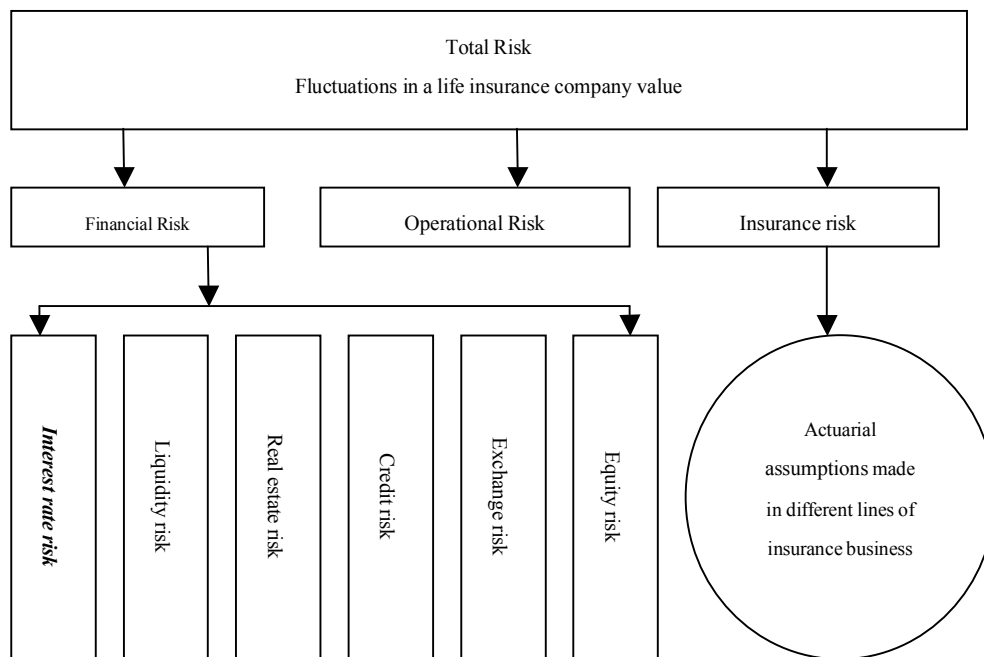 Total Risk
Fluctuations in a life insurance company value
Financial Risk
Operational Risk
Insurance risk
Interest rate risk
Liquidity risk
Real estate risk
Credit risk
Exchange risk
Equity risk
Actuarial
assumptions made
in different lines of
insurance business